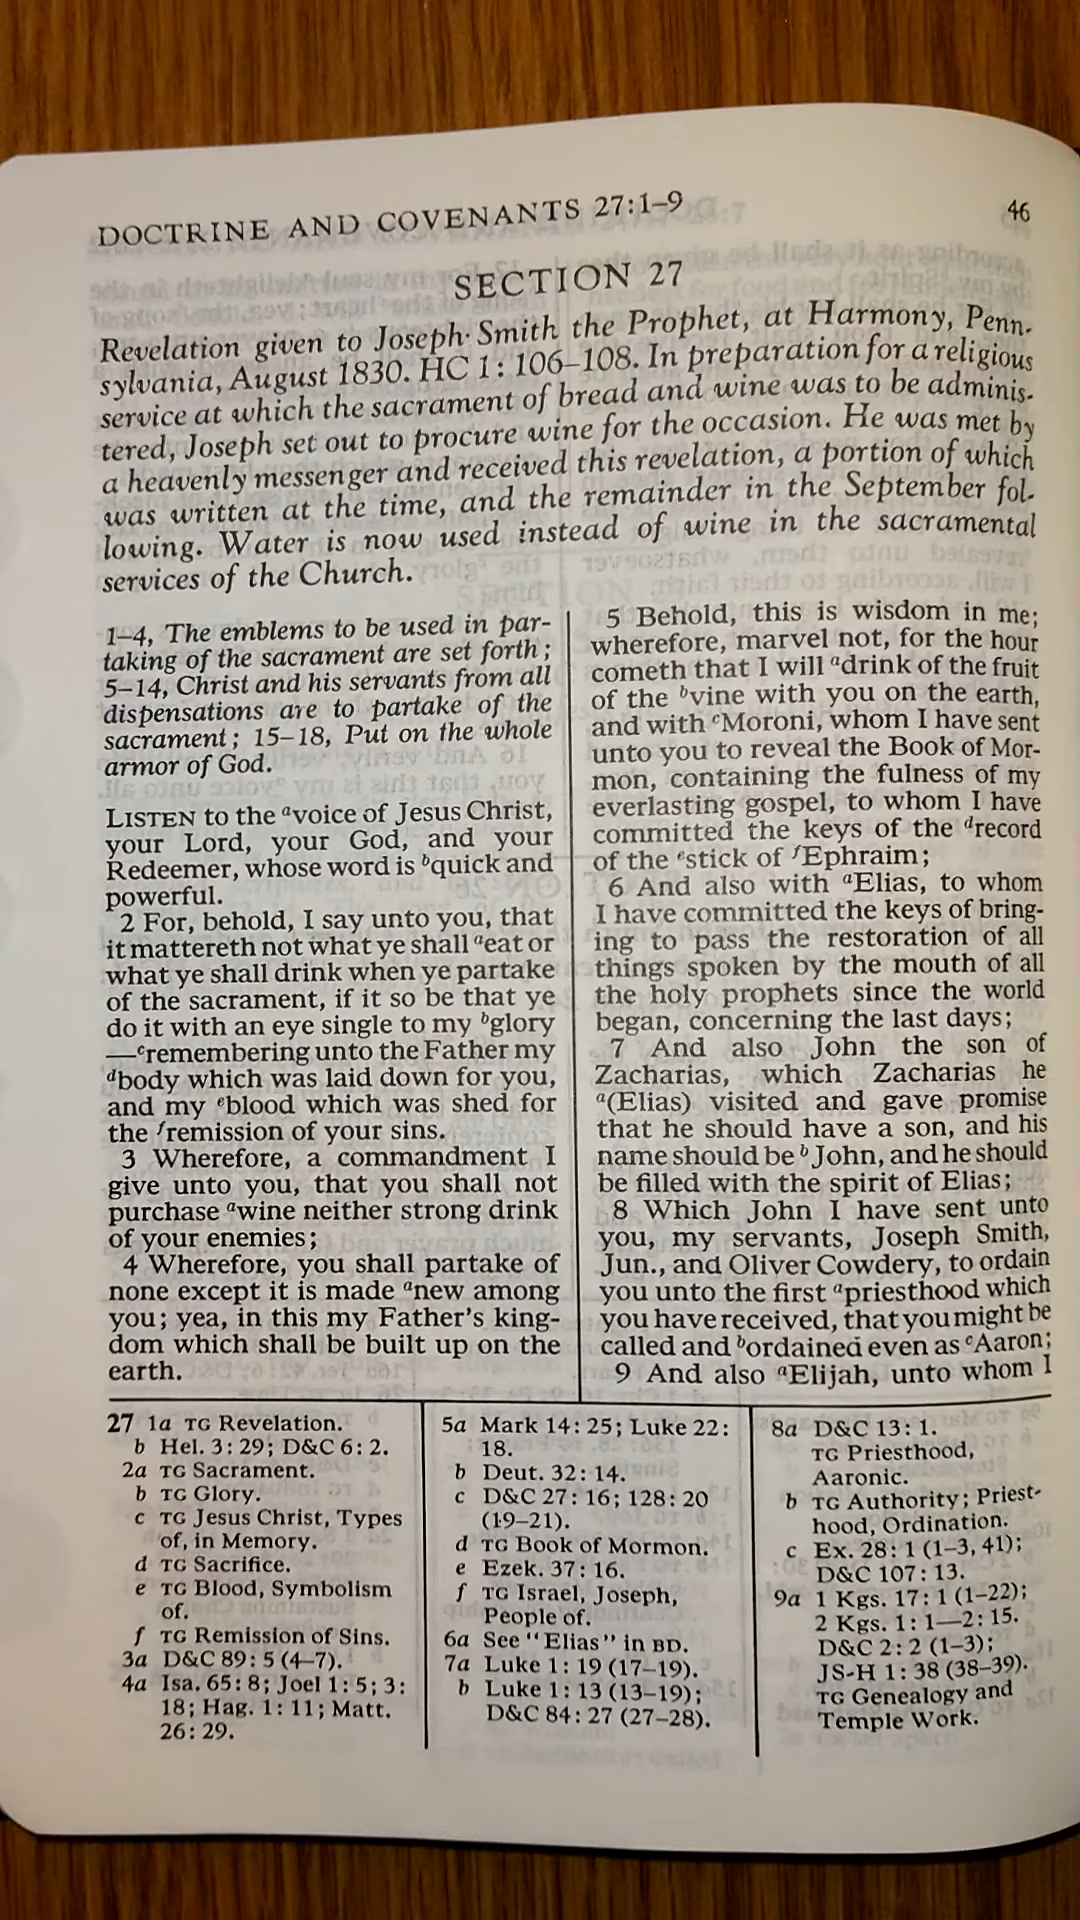 DOCTRINE AND COVENANTS 27:1–9
46
SECTION 27
Revelation given to Joseph Smith the Prophet, at Harmony, Penn-
sylvania, August 1830. HC 1: 106–108. In preparation for a religious
service at which the sacrament of bread and wine was to be adminis-
tered, Joseph set out to procure wine for the occasion. He was met by
a heavenly messenger and received this revelation, a portion of which
was written at the time, and the remainder in the September fol-
lowing. Water is now used instead of wine in the sacramental
services of the Church.
1–4, The emblems to be used in par-
taking of the sacrament are set forth;
5–14, Christ and his servants from all
dispensations are to partake of the
sacrament; 15–18, Put on the whole
armor of God.
LISTEN to the ᵃvoice of Jesus Christ,
your Lord, your God, and your
Redeemer, whose word is ᵇquick and
powerful.
2 For, behold, I say unto you, that
it mattereth not what ye shall ᵃeat or
what ye shall drink when ye partake
of the sacrament, if it so be that ye
do it with an eye single to my ᵇglory
—ᶜremembering unto the Father my
ᵈbody which was laid down for you,
and my ᵉblood which was shed for
the ᶠremission of your sins.
3 Wherefore, a commandment I
give unto you, that you shall not
purchase ᵃwine neither strong drink
of your enemies;
4 Wherefore, you shall partake of
none except it is made ᵃnew among
you; yea, in this my Father's king-
dom which shall be built up on the
earth.
5 Behold, this is wisdom in me;
wherefore, marvel not, for the hour
cometh that I will ᵃdrink of the fruit
of the ᵇvine with you on the earth,
and with ᶜMoroni, whom I have sent
unto you to reveal the Book of Mor-
mon, containing the fulness of my
everlasting gospel, to whom I have
committed the keys of the ᵈrecord
of the ᵉstick of ᶠEphraim;
6 And also with ᵃElias, to whom
I have committed the keys of bring-
ing to pass the restoration of all
things spoken by the mouth of all
the holy prophets since the world
began, concerning the last days;
7 And also John the son of
Zacharias, which Zacharias he
ᵃ(Elias) visited and gave promise
that he should have a son, and his
name should be ᵇJohn, and he should
be filled with the spirit of Elias;
8 Which John I have sent unto
you, my servants, Joseph Smith,
Jun., and Oliver Cowdery, to ordain
you unto the first ᵃpriesthood which
you have received, that you might be
called and ᵇordained even as ᶜAaron;
9 And also ᵃElijah, unto whom I
27 1a TG Revelation.
b Hel. 3: 29; D&C 6: 2.
2a TG Sacrament.
b TG Glory.
c TG Jesus Christ, Types
of, in Memory.
d TG Sacrifice.
e TG Blood, Symbolism
of.
f TG Remission of Sins.
3a D&C 89: 5 (4–7).
4a Isa. 65: 8; Joel 1: 5; 3:
18; Hag. 1: 11; Matt.
26: 29.
5a Mark 14: 25; Luke 22:
18.
b Deut. 32: 14.
c D&C 27: 16; 128: 20
(19–21).
d TG Book of Mormon.
e Ezek. 37: 16.
f TG Israel, Joseph,
People of.
6a See "Elias" in BD.
7a Luke 1: 19 (17–19).
b Luke 1: 13 (13–19);
D&C 84: 27 (27–28).
8a D&C 13: 1.
TG Priesthood,
Aaronic.
b TG Authority; Priest-
hood, Ordination.
c Ex. 28: 1 (1–3, 41);
D&C 107: 13.
9a 1 Kgs. 17: 1 (1–22);
2 Kgs. 1: 1—2: 15.
D&C 2: 2 (1–3);
JS-H 1: 38 (38–39).
TG Genealogy and
Temple Work.